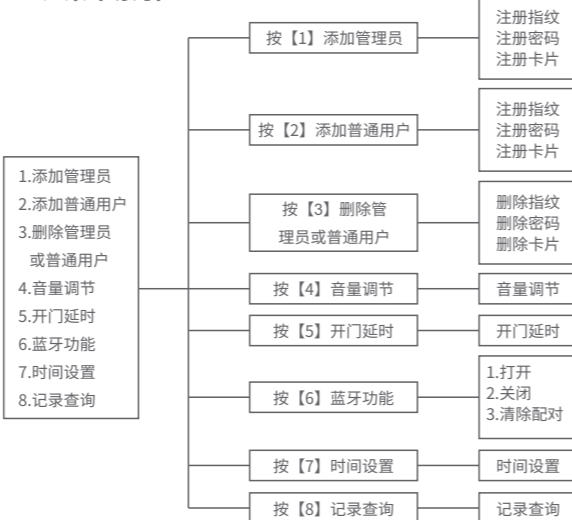 1.添加管理员
2.添加普通用户
3.删除管理员
或普通用户
4.音量调节
5.开门延时
6.蓝牙功能
7.时间设置
8.记录查询
按【1】添加管理员
注册指纹
注册密码
注册卡片
按【2】添加普通用户
注册指纹
注册密码
注册卡片
按【3】删除管
理员或普通用户
删除指纹
删除密码
删除卡片
按【4】音量调节
音量调节
按【5】开门延时
开门延时
按【6】蓝牙功能
1.打开
2.关闭
3.清除配对
按【7】时间设置
时间设置
按【8】记录查询
记录查询